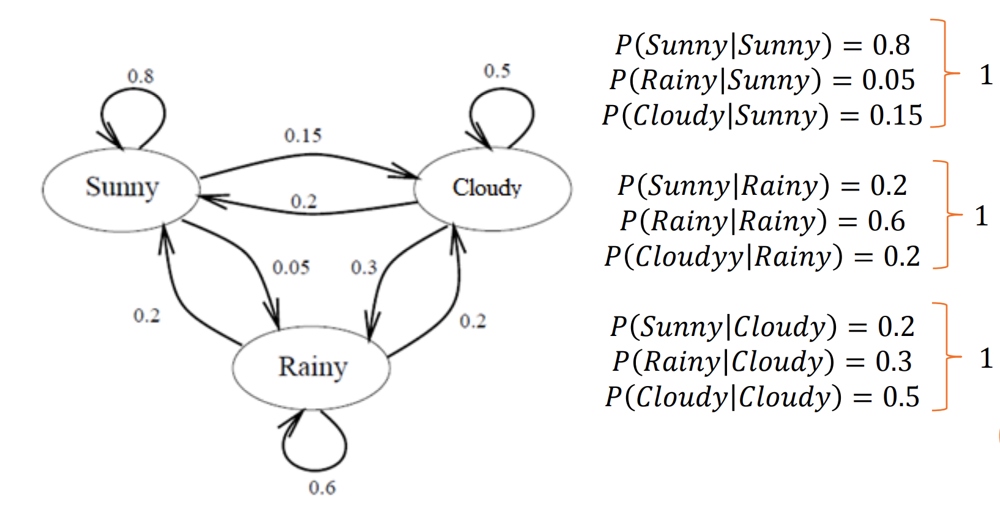 0.8
0.5
0.15
Sunny
Cloudy
0.2
0.05
0.3
0.2
0.2
Rainy
0.6
P(Sunny|Sunny) = 0.8
P(Rainy|Sunny) = 0.05
P(Cloudy|Sunny) = 0.15
1
P(Sunny|Rainy) = 0.2
P(Rainy|Rainy) = 0.6
P(Cloudyy|Rainy) = 0.2
1
P(Sunny|Cloudy) = 0.2
P(Rainy|Cloudy) = 0.3
P(Cloudy|Cloudy) = 0.5
1